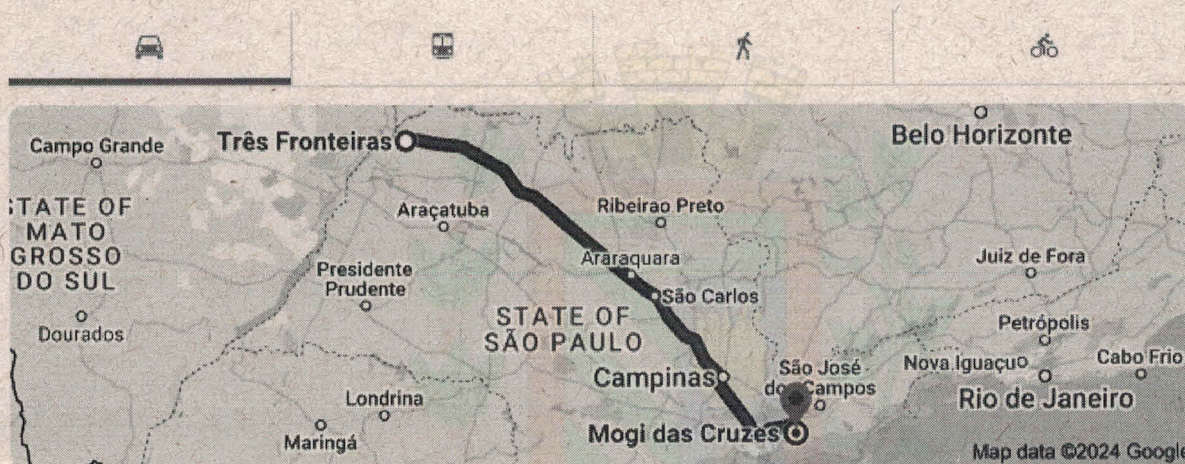 Belo Horizonte
Campo Grande
Três Fronteiras
STATE OF
MATO
GROSSO
DO SUL
Araçatuba
Ribeirao Preto
Araraquara
Juiz de Fora
Presidente
Prudente
São Carlos
STATE OF
SÃO PAULO
Dourados
Petrópolis
Campinas
São José
dos Campos
Nova Iguaçu
Cabo Frio
Rio de Janeiro
Londrina
Maringá
Mogi das Cruzes
Map data ©2024 Google